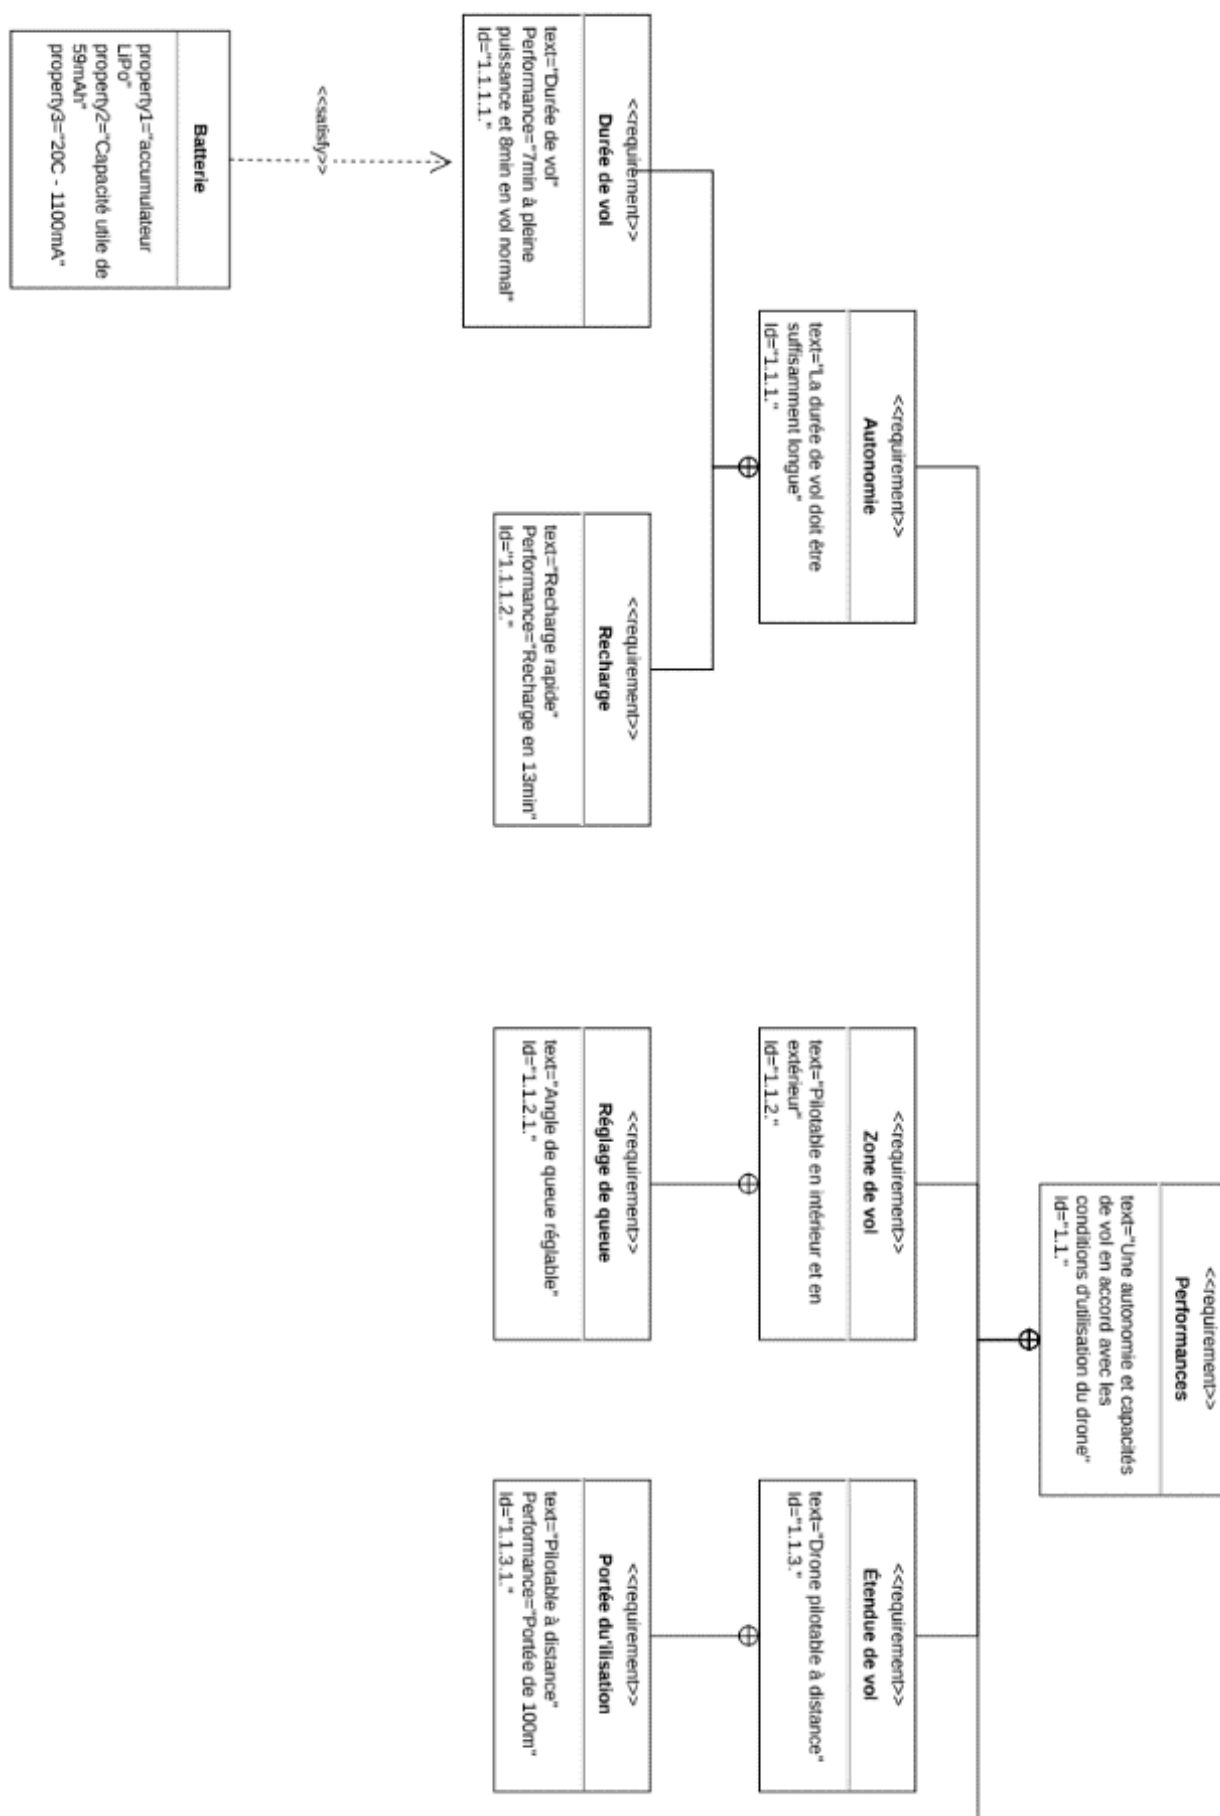 <<requirement>>
Performances
text="Une autonomie et capacités
de vol en accord avec les
conditions d'utilisation du drone"
Id="1.1."
<<requirement>>
Autonomie
text="La durée de vol doit être
suffisamment longue"
Id="1.1.1."
<<requirement>>
Zone de vol
text="Pilotable en intérieur et en
extérieur"
Id="1.1.2."
<<requirement>>
Étendue de vol
text="Drone pilotable à distance"
Id="1.1.3."
<<requirement>>
Durée de vol
text="Durée de vol"
Performance="7min à pleine
puissance et 8min en vol normal"
Id="1.1.1.1."
<<requirement>>
Recharge
text="Recharge rapide"
Performance="Recharge en 13min"
Id="1.1.1.2."
<<requirement>>
Réglage de queue
text="Angle de queue réglable"
Id="1.1.2.1."
<<requirement>>
Portée du'ilisation
text="Pilotable à distance"
Performance="Portée de 100m"
Id="1.1.3.1."
<<satisfy>>
Batterie
property1="accumulateur
LiPo"
property2="Capacité utile de
59mAh"
property3="20C - 1100mA"